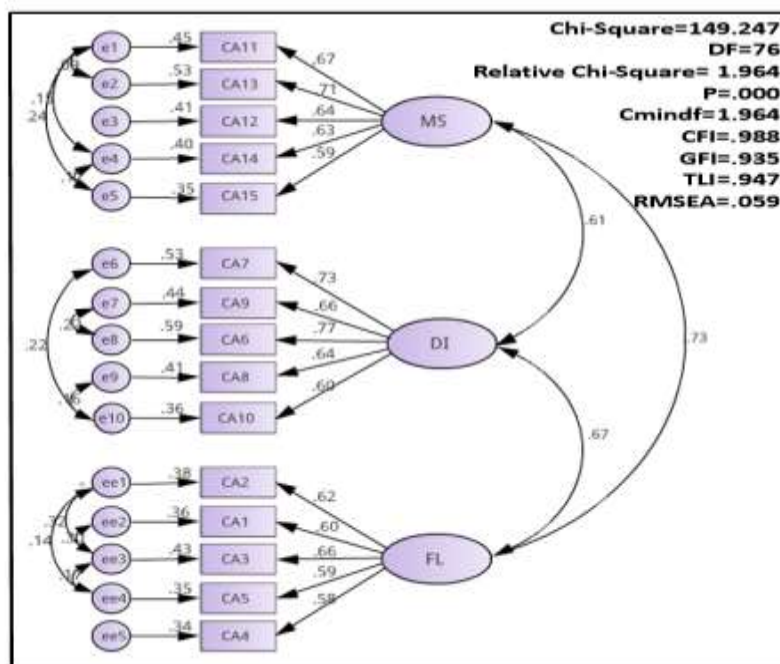 Chi-Square=149.247
DF=76
Relative Chi-Square= 1.964
P=.000
Cmindf=1.964
CFI=.988
GFI=.935
TLI=.947
RMSEA=.059
e1 .45 CA11 .67
e2 .53 CA13 .71
e3 .41 CA12 .64 MS
e4 .40 CA14 .63
e5 .35 CA15 .59
.24
.61
e6 .53 CA7 .73
e7 .44 CA9 .66
e8 .59 CA6 .77 DI
e9 .41 CA8 .64
e10 .36 CA10 .60
.22
.73
.67
ee1 .38 CA2 .62
ee2 .36 CA1 .60
ee3 .43 CA3 .66 FL
ee4 .35 CA5 .59
ee5 .34 CA4 .58
.14